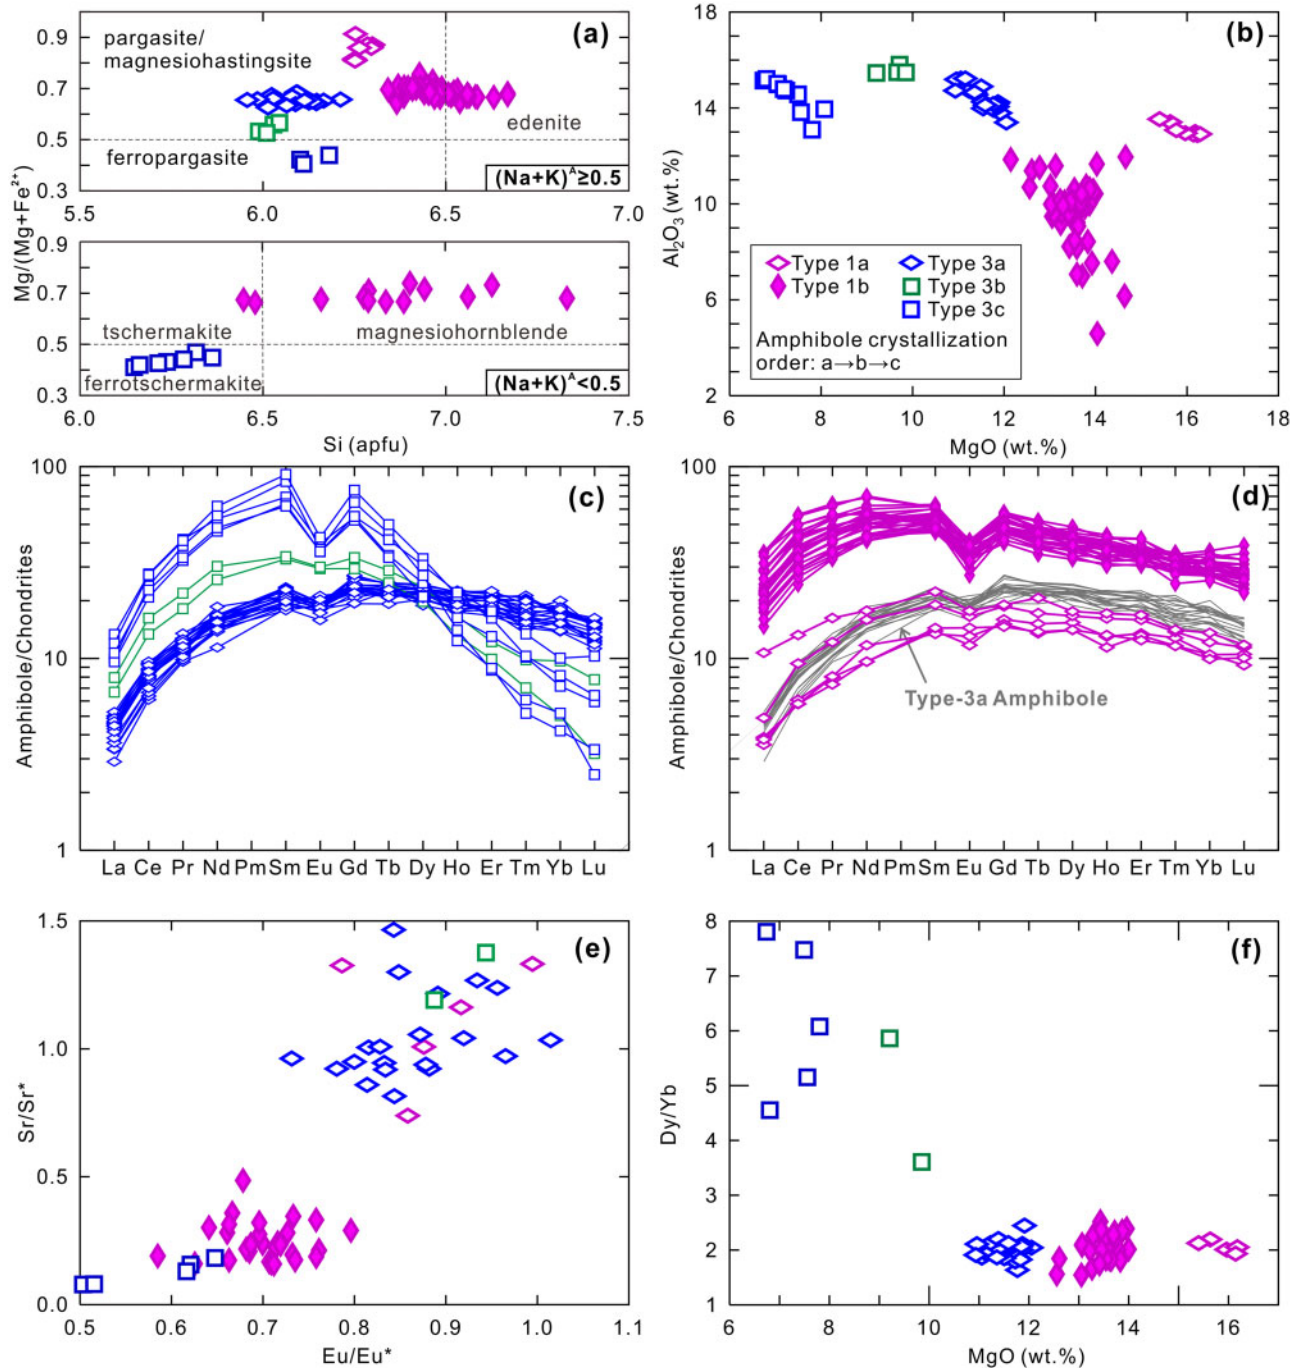 (a)
pargasite/
magnesiohastingsite
edenite
ferropargasite
(Na+K)ᴬ≥0.5
0.9
0.7
0.5
0.3
5.5 6.0 6.5 7.0
Mg/(Mg+Fe²⁺)
0.9
0.7
0.5
0.3
tschermakite
magnesiohornblende
ferrotschermakite
(Na+K)ᴬ<0.5
6.0 6.5 7.0 7.5
Si (apfu)
(b)
18
14
10
6
2
Al₂O₃ (wt.%)
Type 1a
Type 1b
Type 3a
Type 3b
Type 3c
Amphibole crystallization
order: a→b→c
6 8 10 12 14 16 18
MgO (wt.%)
(c)
100
10
1
Amphibole/Chondrites
La Ce Pr Nd Pm Sm Eu Gd Tb Dy Ho Er Tm Yb Lu
(d)
100
10
1
Amphibole/Chondrites
Type-3a Amphibole
La Ce Pr Nd Pm Sm Eu Gd Tb Dy Ho Er Tm Yb Lu
(e)
1.5
1.0
0.5
0.0
Sr/Sr*
0.5 0.6 0.7 0.8 0.9 1.0 1.1
Eu/Eu*
(f)
8
7
6
5
4
3
2
1
Dy/Yb
6 8 10 12 14 16
MgO (wt.%)